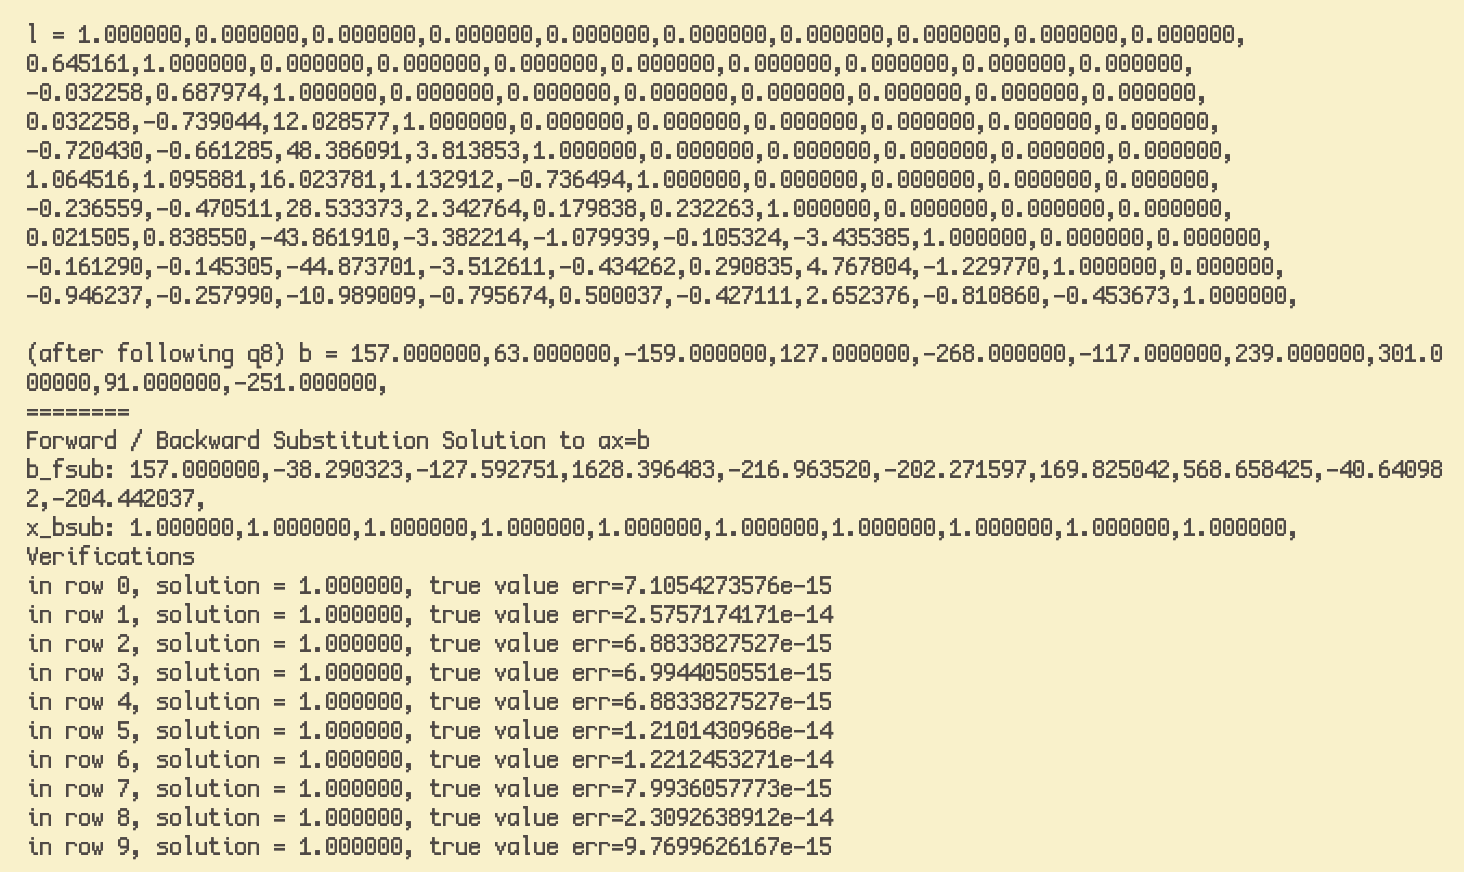 l = 1.000000,0.000000,0.000000,0.000000,0.000000,0.000000,0.000000,0.000000,0.000000,0.000000,
0.645161,1.000000,0.000000,0.000000,0.000000,0.000000,0.000000,0.000000,0.000000,0.000000,
-0.032258,0.687974,1.000000,0.000000,0.000000,0.000000,0.000000,0.000000,0.000000,0.000000,
0.032258,-0.739044,12.028577,1.000000,0.000000,0.000000,0.000000,0.000000,0.000000,0.000000,
-0.720430,-0.661285,48.386091,3.813853,1.000000,0.000000,0.000000,0.000000,0.000000,0.000000,
1.064516,1.095881,16.023781,1.132912,-0.736494,1.000000,0.000000,0.000000,0.000000,0.000000,
-0.236559,-0.470511,28.533373,2.342764,0.179838,0.232263,1.000000,0.000000,0.000000,0.000000,
0.021505,0.838550,-43.861910,-3.382214,-1.079939,-0.105324,-3.435385,1.000000,0.000000,0.000000,
-0.161290,-0.145305,-44.873701,-3.512611,-0.434262,0.290835,4.767804,-1.229770,1.000000,0.000000,
-0.946237,-0.257990,-10.989009,-0.795674,0.500037,-0.427111,2.652376,-0.810860,-0.453673,1.000000,
(after following q8) b = 157.000000,63.000000,-159.000000,127.000000,-268.000000,-117.000000,239.000000,301.0
00000,91.000000,-251.000000,
========
Forward / Backward Substitution Solution to ax=b
b_fsub: 157.000000,-38.290323,-127.592751,1628.396483,-216.963520,-202.271597,169.825042,568.658425,-40.64098
2,-204.442037,
x_bsub: 1.000000,1.000000,1.000000,1.000000,1.000000,1.000000,1.000000,1.000000,1.000000,1.000000,
Verifications
in row 0, solution = 1.000000, true value err=7.1054273576e-15
in row 1, solution = 1.000000, true value err=2.5757174171e-14
in row 2, solution = 1.000000, true value err=6.8833827527e-15
in row 3, solution = 1.000000, true value err=6.9944050551e-15
in row 4, solution = 1.000000, true value err=6.8833827527e-15
in row 5, solution = 1.000000, true value err=1.2101430968e-14
in row 6, solution = 1.000000, true value err=1.2212453271e-14
in row 7, solution = 1.000000, true value err=7.9936057773e-15
in row 8, solution = 1.000000, true value err=2.3092638912e-14
in row 9, solution = 1.000000, true value err=9.7699626167e-15